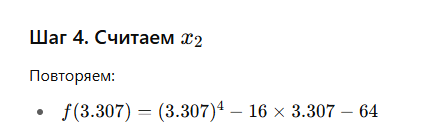 Шаг 4. Считаем x₂
Повторяем:
• f(3.307) = (3.307)⁴ − 16 × 3.307 − 64